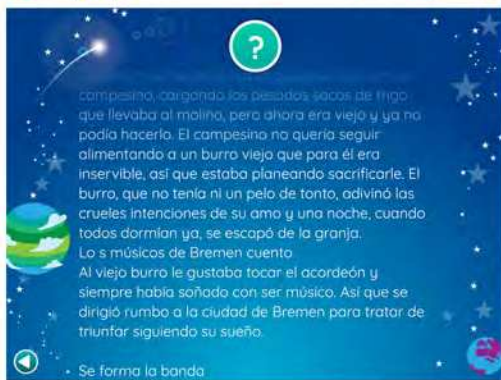 ?
campesino, cargando los pesados sacos de trigo
que llevaba al molino, pero ahora era viejo y ya no
podía hacerlo. El campesino no quería seguir
alimentando a un burro viejo que para él era
inservible, así que estaba planeando sacrificarle. El
burro, que no tenía ni un pelo de tonto, adivinó las
crueles intenciones de su amo y una noche, cuando
todos dormían ya, se escapó de la granja.
Lo s músicos de Bremen cuento
Al viejo burro le gustaba tocar el acordeón y
siempre había soñado con ser músico. Así que se
dirigió rumbo a la ciudad de Bremen para tratar de
triunfar siguiendo su sueño.
• Se forma la banda